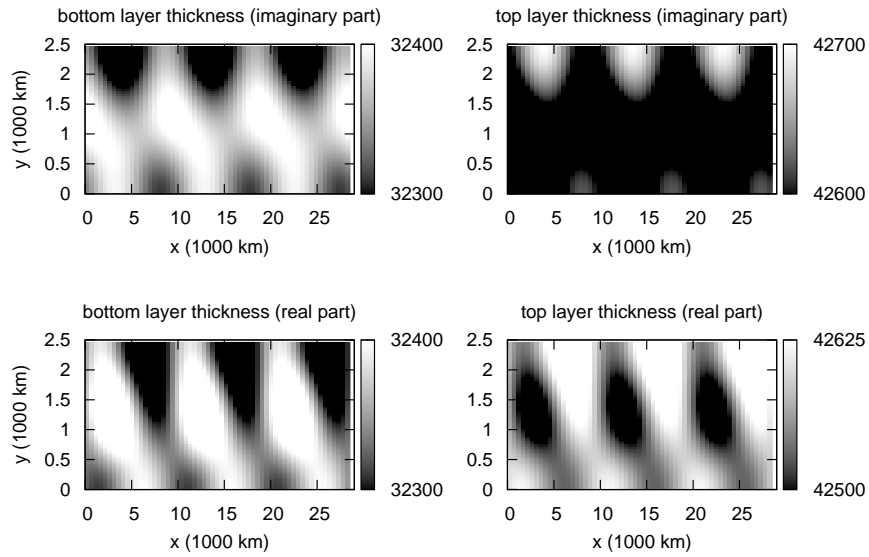 bottom layer thickness (imaginary part)
2.5
2
1.5
1
0.5
0
y (1000 km)
0 5 10 15 20 25
x (1000 km)
32400
32300
top layer thickness (imaginary part)
2.5
2
1.5
1
0.5
0
0 5 10 15 20 25
x (1000 km)
42700
42600
bottom layer thickness (real part)
2.5
2
1.5
1
0.5
0
y (1000 km)
0 5 10 15 20 25
x (1000 km)
32400
32300
top layer thickness (real part)
2.5
2
1.5
1
0.5
0
0 5 10 15 20 25
x (1000 km)
42625
42500